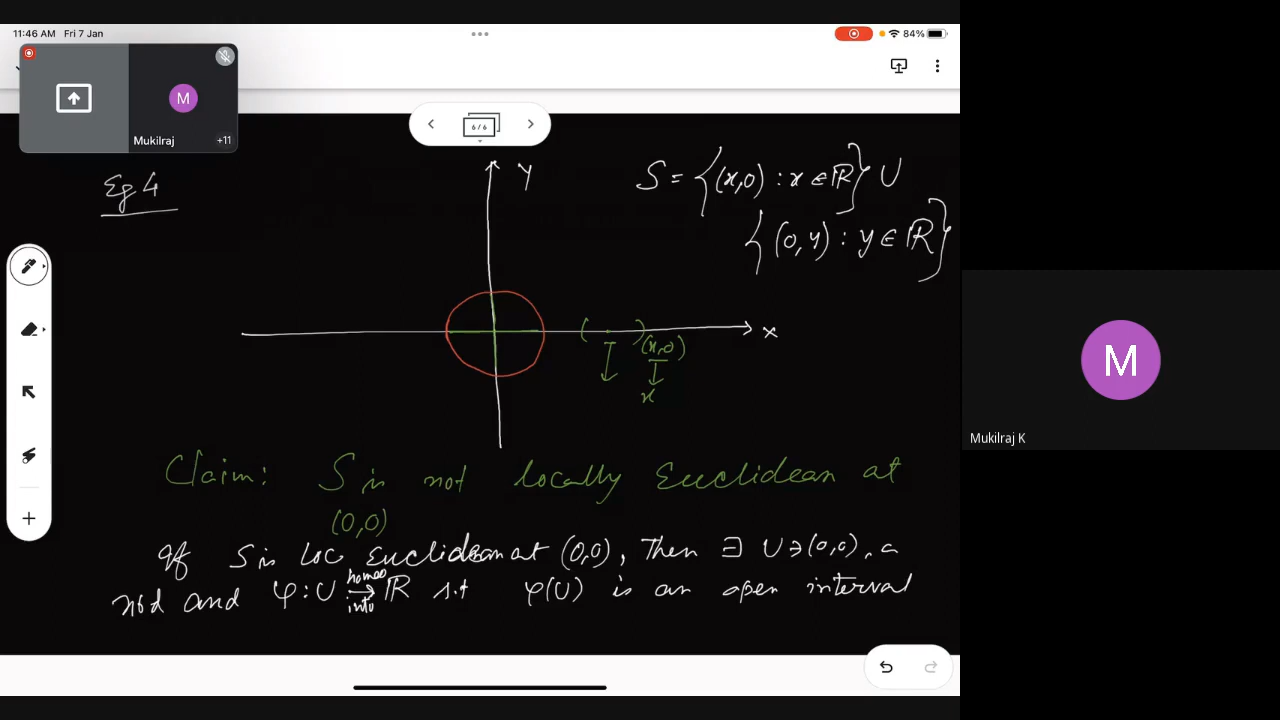 11:46 AM Fri 7 Jan
84%
M
Mukilraj
+11
6/6
Eg 4
Y
S = {(x,0) : x ∈ ℝ} ∪
{(0,y) : y ∈ ℝ}
( ) (x,0)
x
x
Claim: S is not locally Euclidean at
(0,0)
If S is Loc Euclidean at (0,0), Then ∃ U∋(0,0), a
nbd and φ : U homeo → into ℝ s.t φ(U) is an open interval
M
Mukilraj K